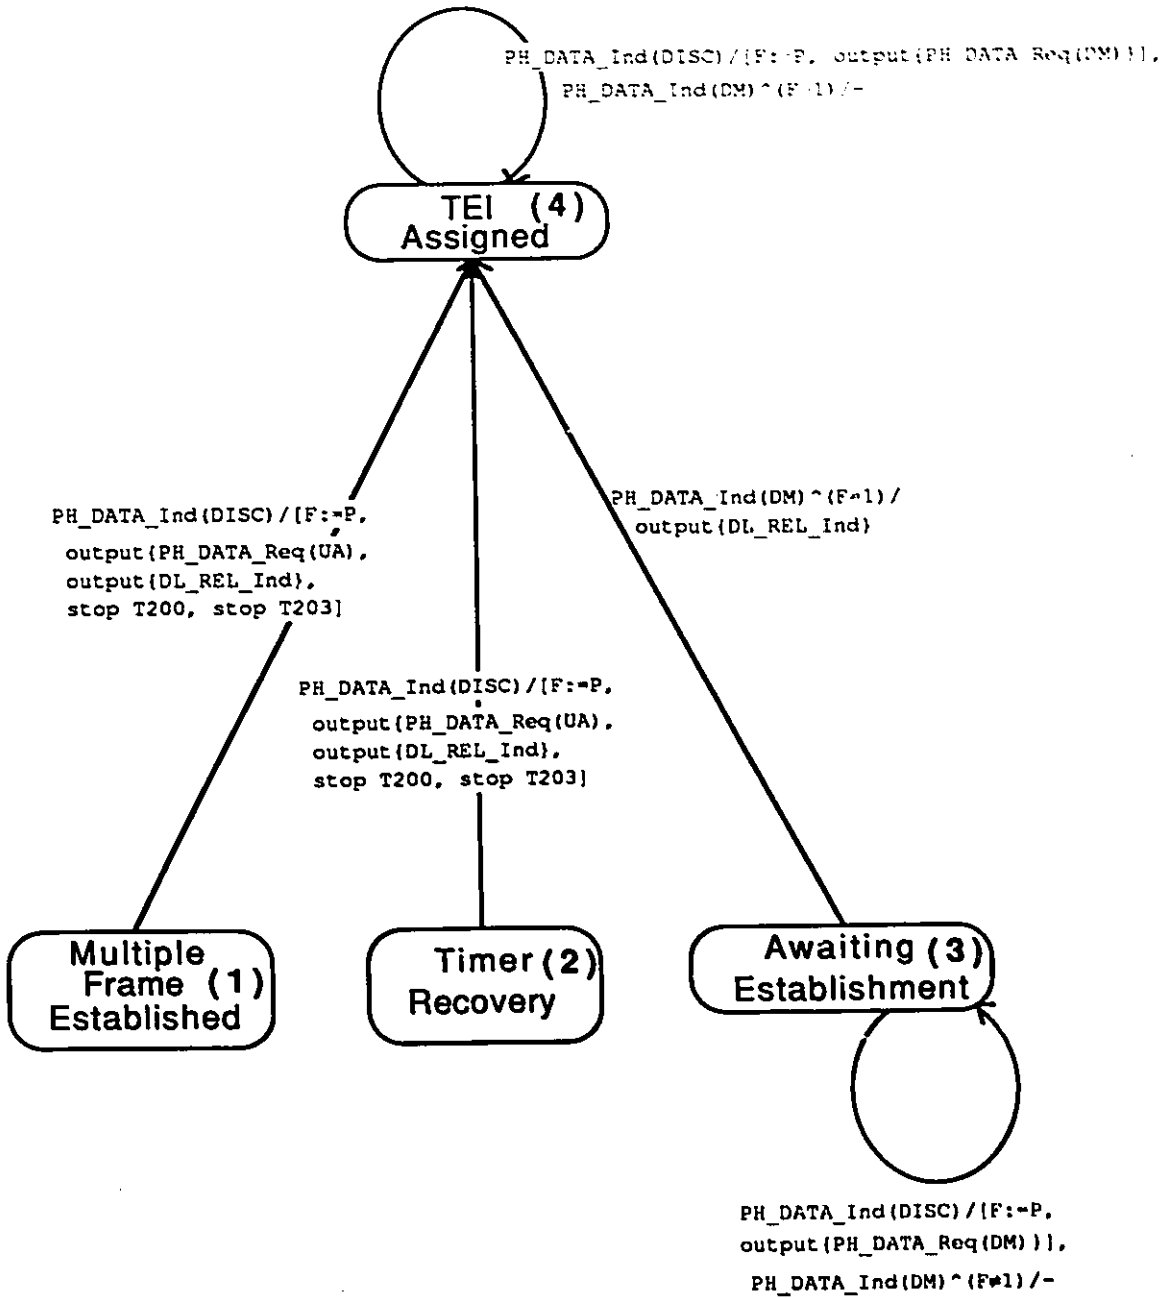 PH_DATA_Ind(DISC)/[F:=P, output{PH_DATA_Req(DM)}],
PH_DATA_Ind(DM)^(F 1)/-
TEI (4)
Assigned
PH_DATA_Ind(DISC)/[F:=P,
output{PH_DATA_Req(UA),
output{DL_REL_Ind},
stop T200, stop T203]
PH_DATA_Ind(DM)^(F=1)/
output{DL_REL_Ind}
PH_DATA_Ind(DISC)/[F:=P,
output{PH_DATA_Req(UA),
output{DL_REL_Ind},
stop T200, stop T203]
Multiple
Frame (1)
Established
Timer (2)
Recovery
Awaiting (3)
Establishment
PH_DATA_Ind(DISC)/[F:=P,
output{PH_DATA_Req(DM)}],
PH_DATA_Ind(DM)^(F≠1)/-